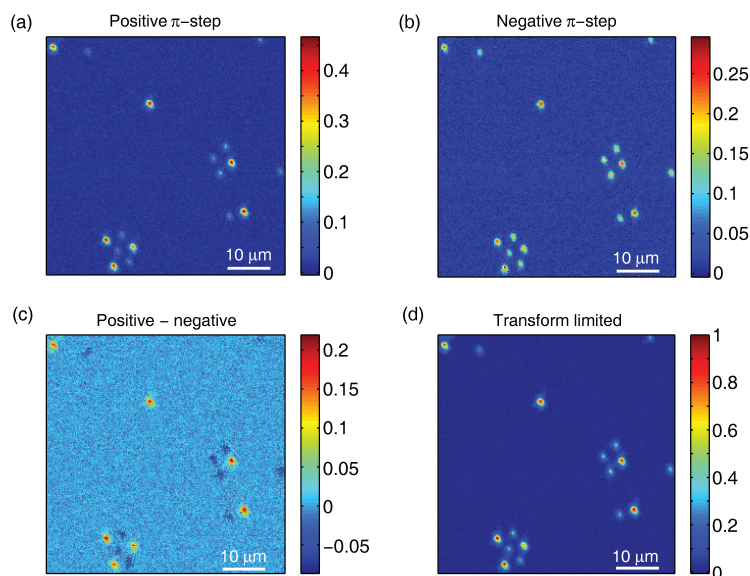 (a)
Positive π−step
0.4
0.3
0.2
0.1
0
10 μm
(b)
Negative π−step
0.25
0.2
0.15
0.1
0.05
0
10 μm
(c)
Positive − negative
0.2
0.15
0.1
0.05
0
−0.05
10 μm
(d)
Transform limited
1
0.8
0.6
0.4
0.2
0
10 μm